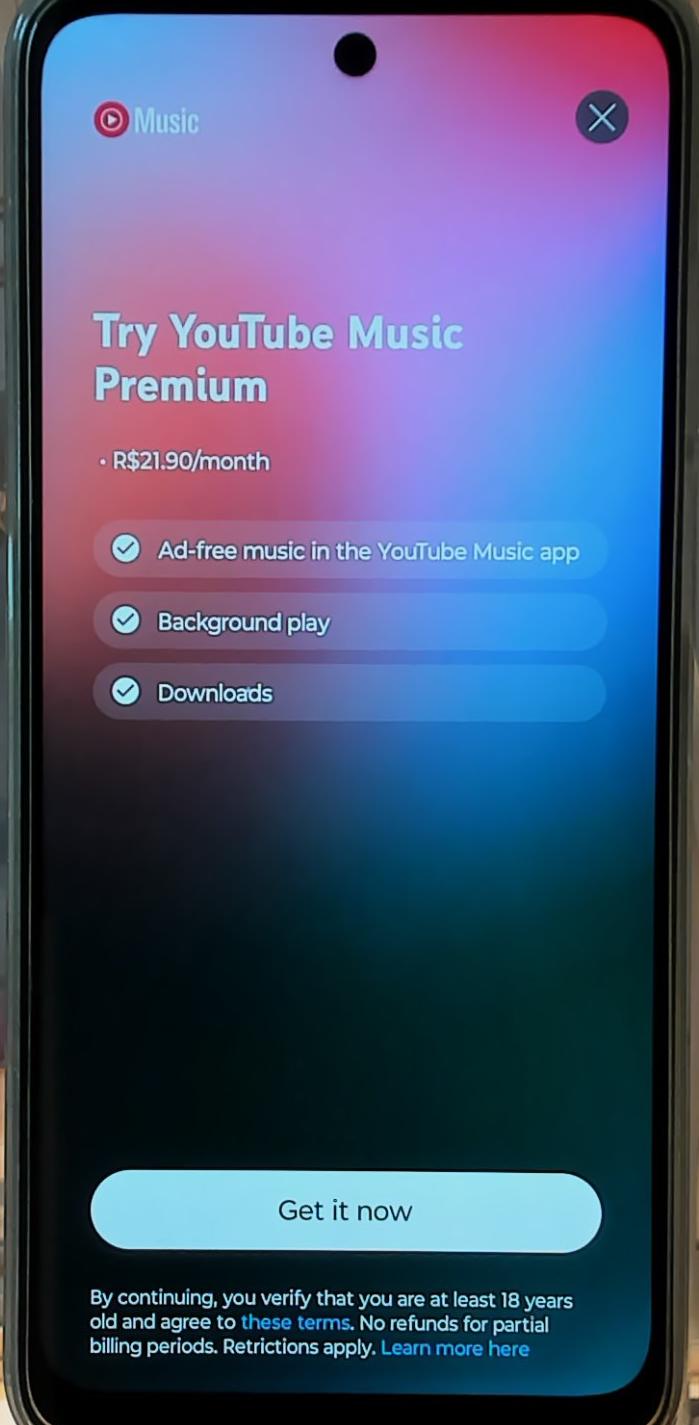 Music
Try YouTube Music
Premium
• R$21.90/month
Ad-free music in the YouTube Music app
Background play
Downloads
Get it now
By continuing, you verify that you are at least 18 years
old and agree to these terms. No refunds for partial
billing periods. Retrictions apply. Learn more here